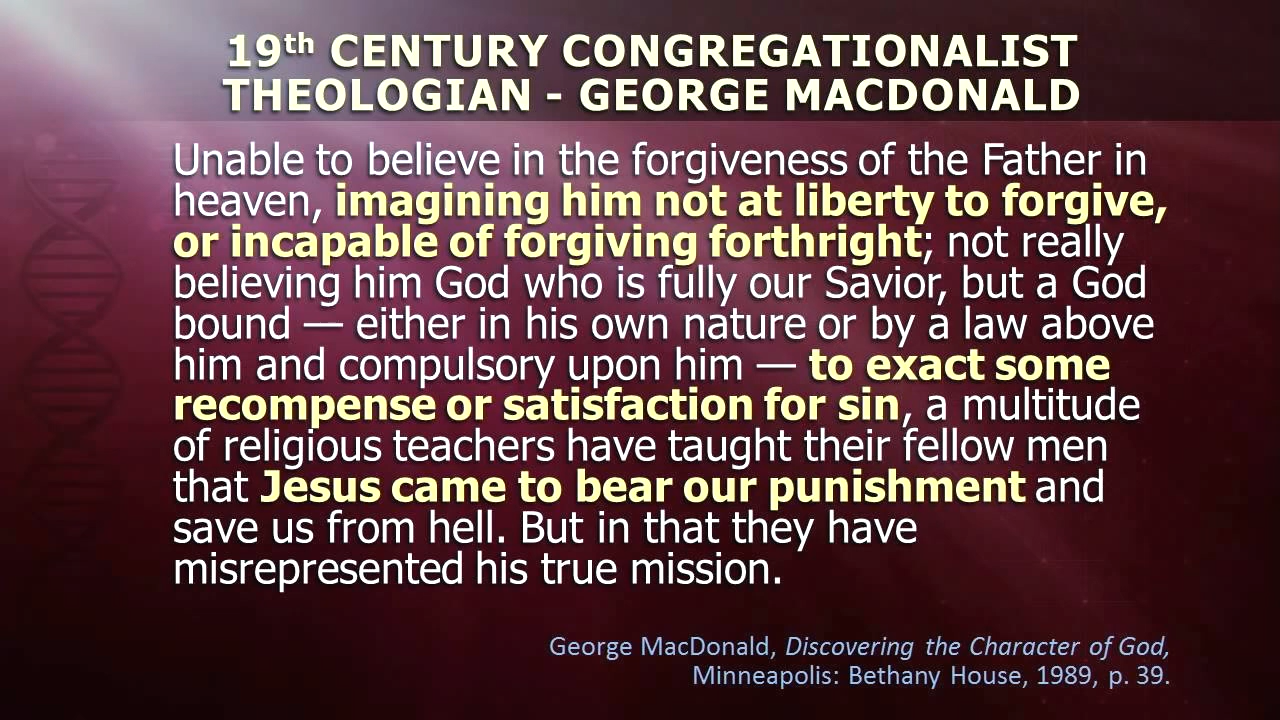 19th CENTURY CONGREGATIONALIST
THEOLOGIAN - GEORGE MACDONALD
Unable to believe in the forgiveness of the Father in
heaven, imagining him not at liberty to forgive,
or incapable of forgiving forthright; not really
believing him God who is fully our Savior, but a God
bound — either in his own nature or by a law above
him and compulsory upon him — to exact some
recompense or satisfaction for sin, a multitude
of religious teachers have taught their fellow men
that Jesus came to bear our punishment and
save us from hell. But in that they have
misrepresented his true mission.
George MacDonald, Discovering the Character of God,
Minneapolis: Bethany House, 1989, p. 39.